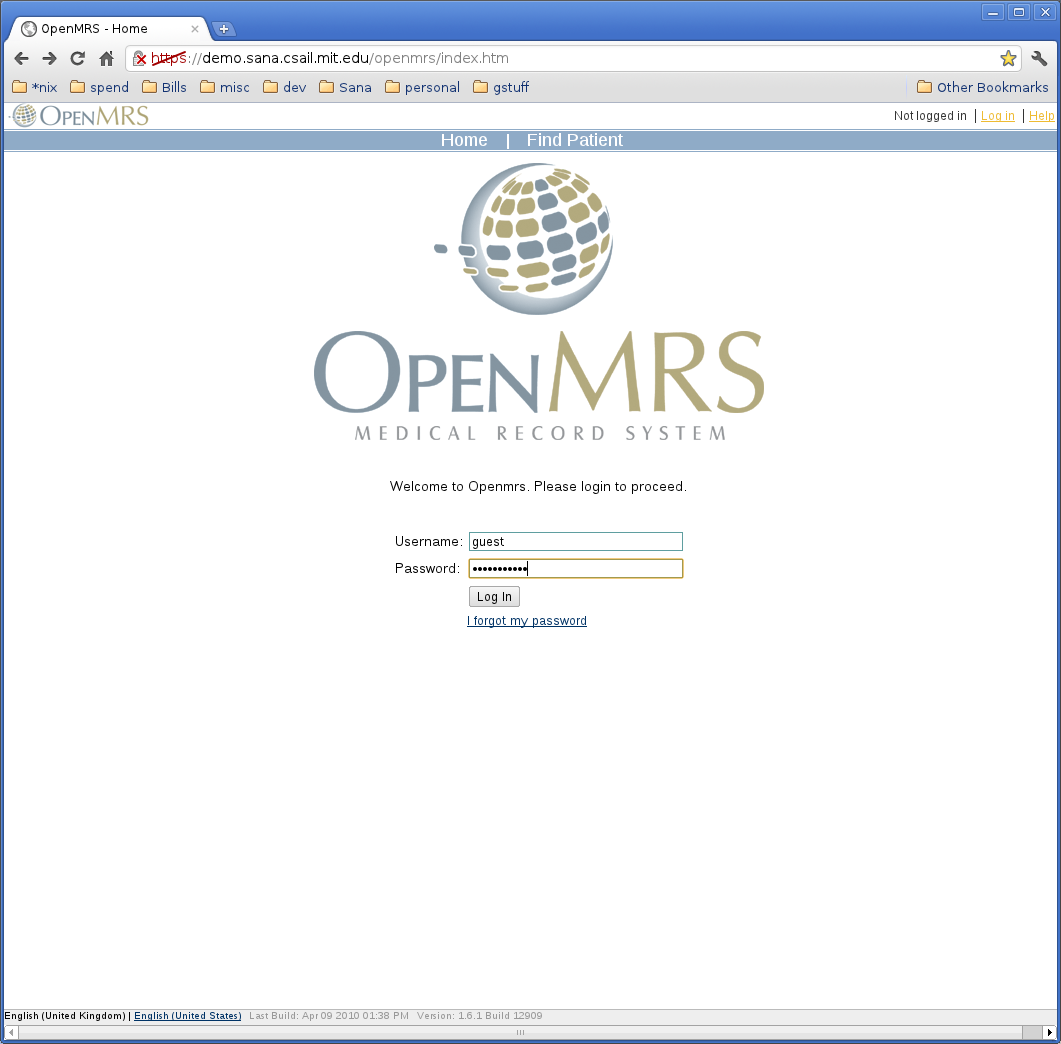 OpenMRS - Home
https://demo.sana.csail.mit.edu/openmrs/index.htm
*nix spend Bills misc dev Sana personal gstuff Other Bookmarks
OPENMRS Not logged in | Log in | Help
Home | Find Patient
OPENMRS
MEDICAL RECORD SYSTEM
Welcome to Openmrs. Please login to proceed.
Username: guest
Password: •••••••••••
Log In
I forgot my password
English (United Kingdom) | English (United States) Last Build: Apr 09 2010 01:38 PM Version: 1.6.1 Build 12909